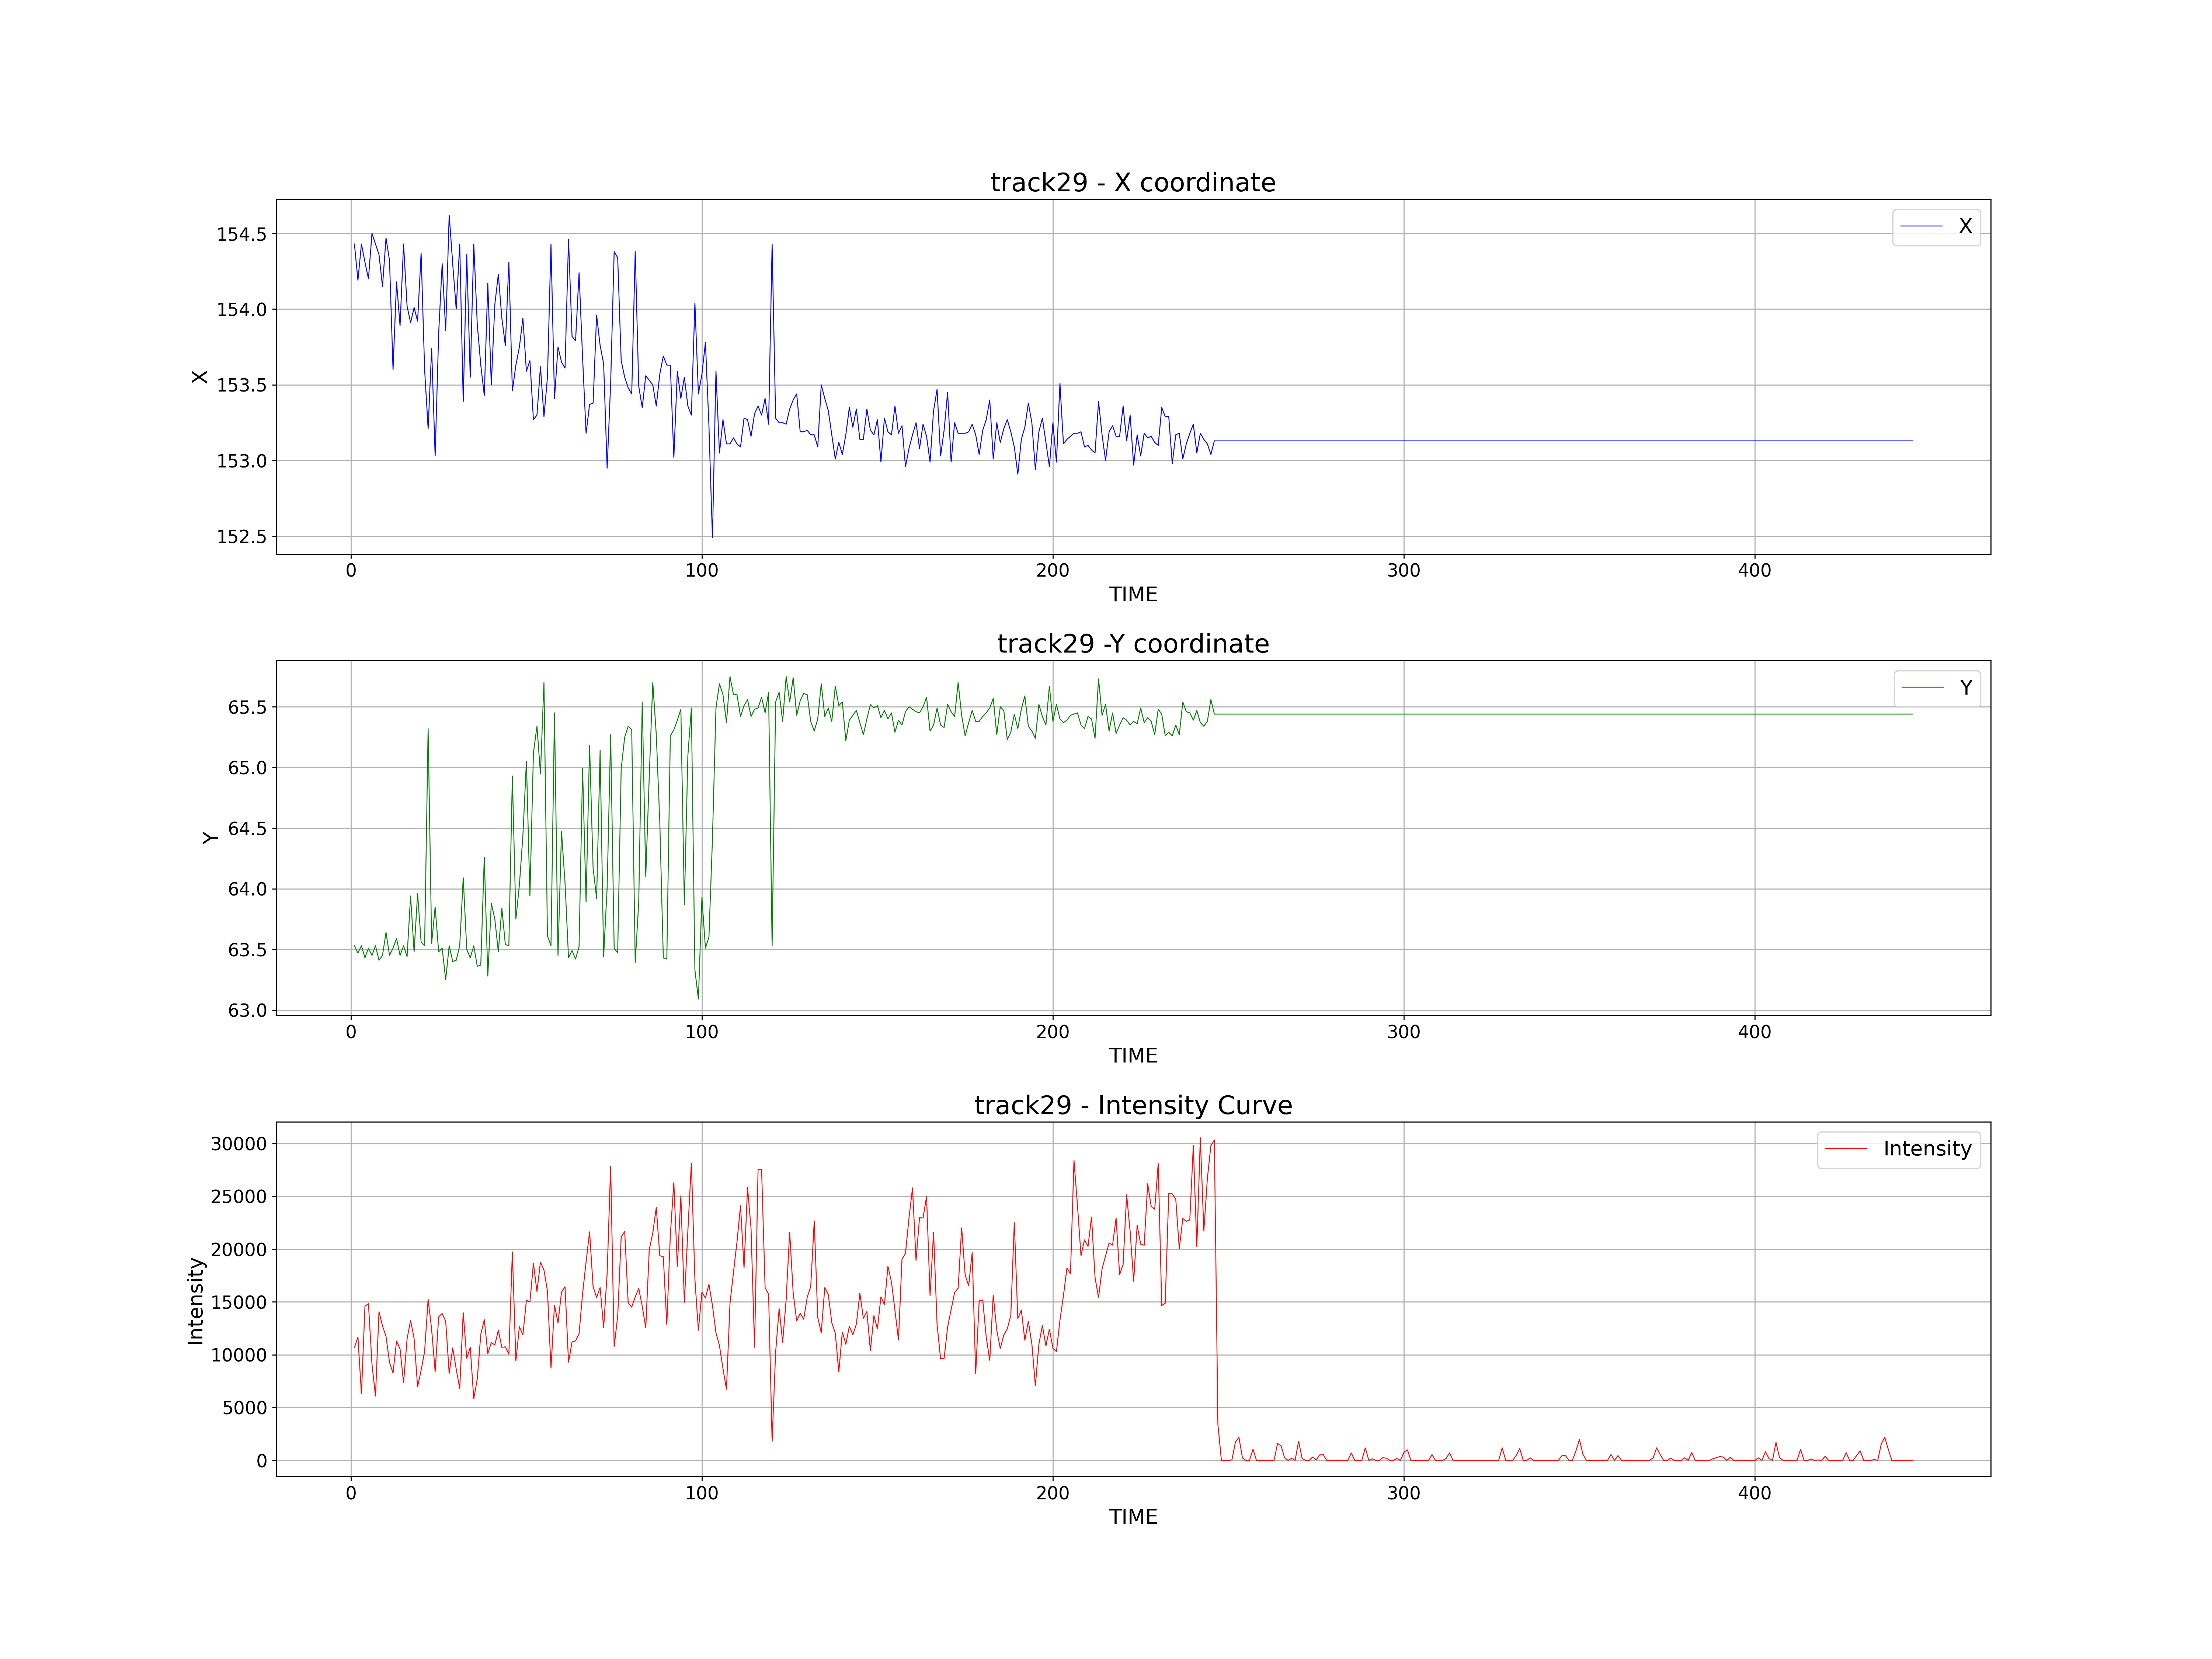 track29 - X coordinate
X
154.5
154.0
153.5
153.0
152.5
X
0 100 200 300 400
TIME
track29 -Y coordinate
Y
65.5
65.0
64.5
64.0
63.5
63.0
Y
0 100 200 300 400
TIME
track29 - Intensity Curve
Intensity
30000
25000
20000
15000
10000
5000
0
Intensity
0 100 200 300 400
TIME